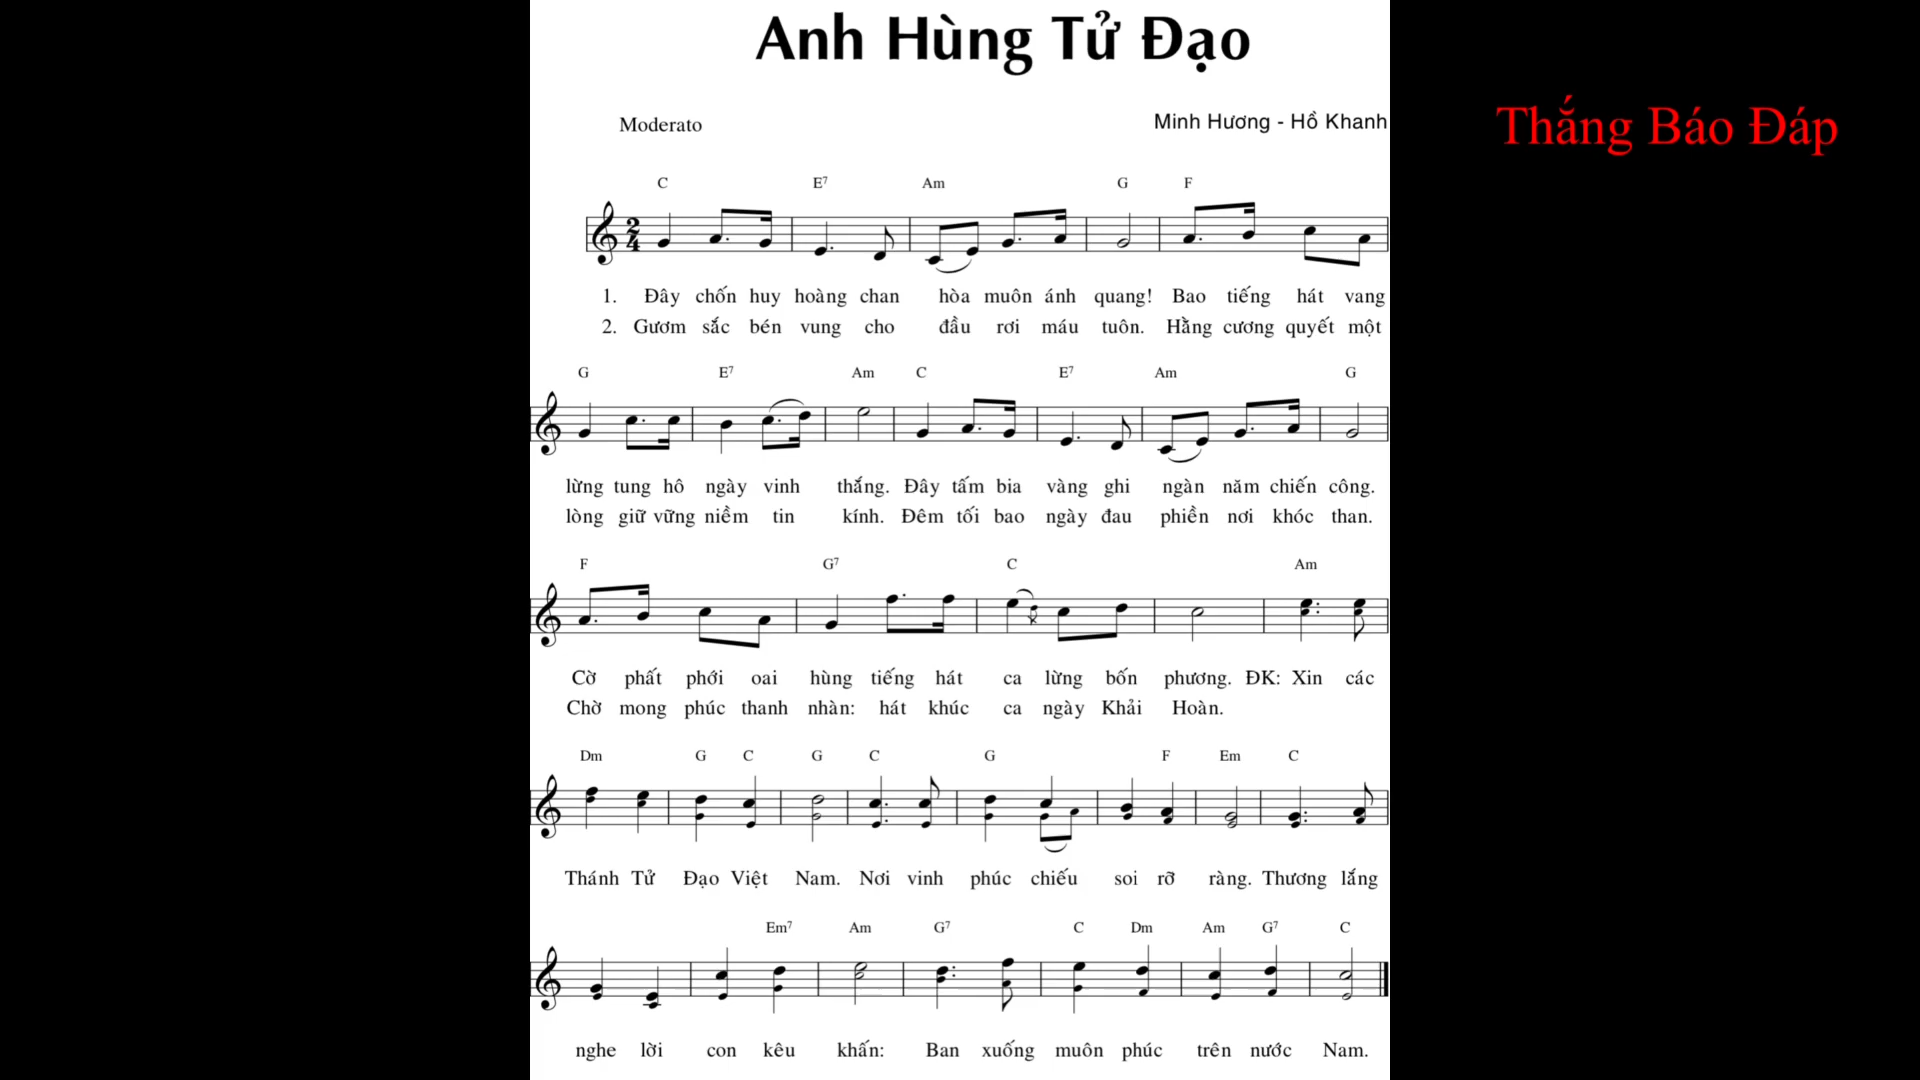 Anh Hùng Tử Đạo
Moderato
Minh Hương - Hồ Khanh
Thắng Báo Đáp
C E7 Am G F
2
4
1. Đây chốn huy hoàng chan hòa muôn ánh quang! Bao tiếng hát vang
2. Gươm sắc bén vung cho đầu rơi máu tuôn. Hằng cương quyết một
G E7 Am C E7 Am G
lừng tung hô ngày vinh thắng. Đây tấm bia vàng ghi ngàn năm chiến công.
lòng giữ vững niềm tin kính. Đêm tối bao ngày đau phiền nơi khóc than.
F G7 C Am
Cờ phất phới oai hùng tiếng hát ca lừng bốn phương. ĐK: Xin các
Chờ mong phúc thanh nhàn: hát khúc ca ngày Khải Hoàn.
Dm G C G C G F Em C
Thánh Tử Đạo Việt Nam. Nơi vinh phúc chiếu soi rỡ ràng. Thương lắng
Em7 Am G7 C Dm Am G7 C
nghe lời con kêu khấn: Ban xuống muôn phúc trên nước Nam.